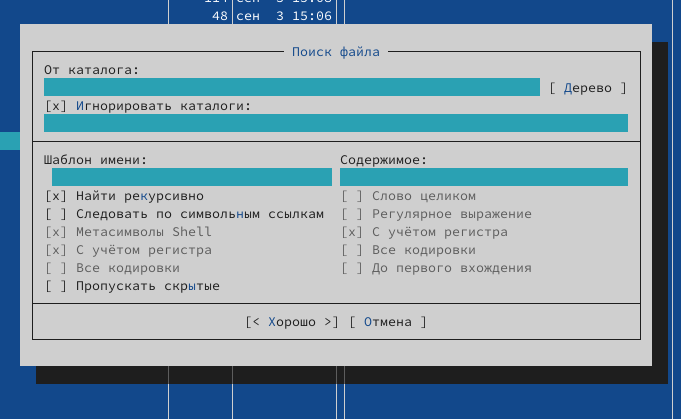 48 сен 3 15:06
Поиск файла
От каталога:
[ Дерево ]
[x] Игнорировать каталоги:
Шаблон имени: Содержимое:
[x] Найти рекурсивно [ ] Слово целиком
[ ] Следовать по символьным ссылкам [ ] Регулярное выражение
[x] Метасимволы Shell [x] С учётом регистра
[x] С учётом регистра [ ] Все кодировки
[ ] Все кодировки [ ] До первого вхождения
[ ] Пропускать скрытые
[< Хорошо >] [ Отмена ]